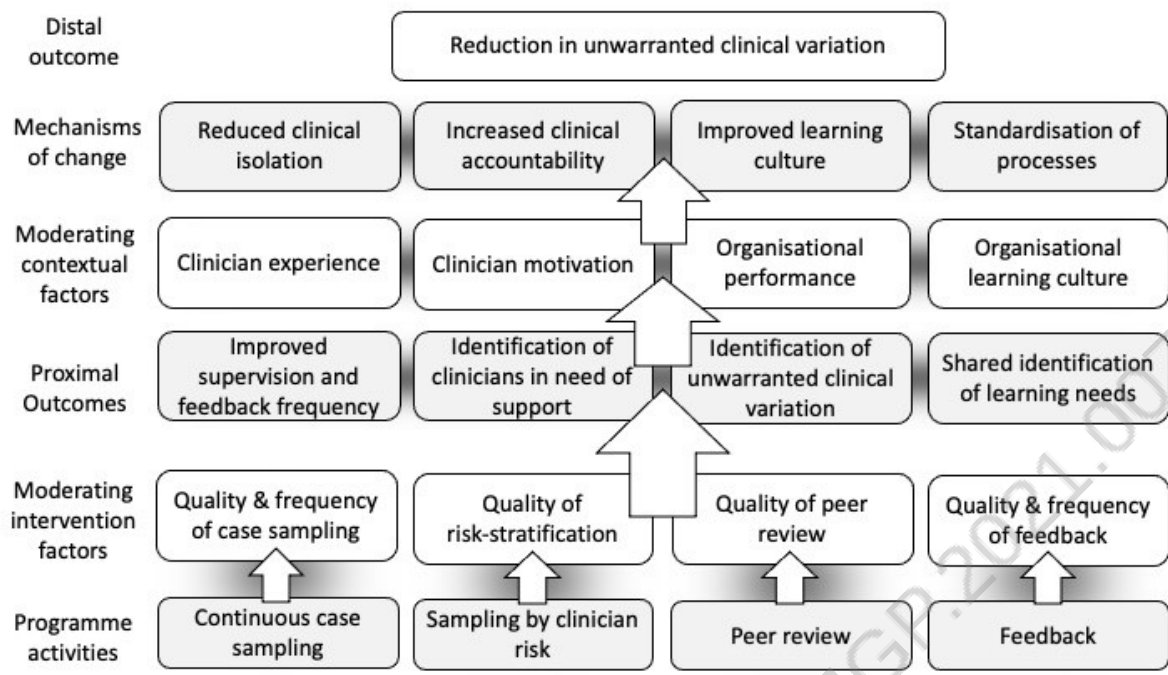 Distal
outcome
Reduction in unwarranted clinical variation
Mechanisms
of change
Reduced clinical
isolation
Increased clinical
accountability
Improved learning
culture
Standardisation of
processes
Moderating
contextual
factors
Clinician experience
Clinician motivation
Organisational
performance
Organisational
learning culture
Proximal
Outcomes
Improved
supervision and
feedback frequency
Identification of
clinicians in need of
support
Identification of
unwarranted clinical
variation
Shared identification
of learning needs
Moderating
intervention
factors
Quality & frequency
of case sampling
Quality of
risk-stratification
Quality of peer
review
Quality & frequency
of feedback
Programme
activities
Continuous case
sampling
Sampling by clinician
risk
Peer review
Feedback